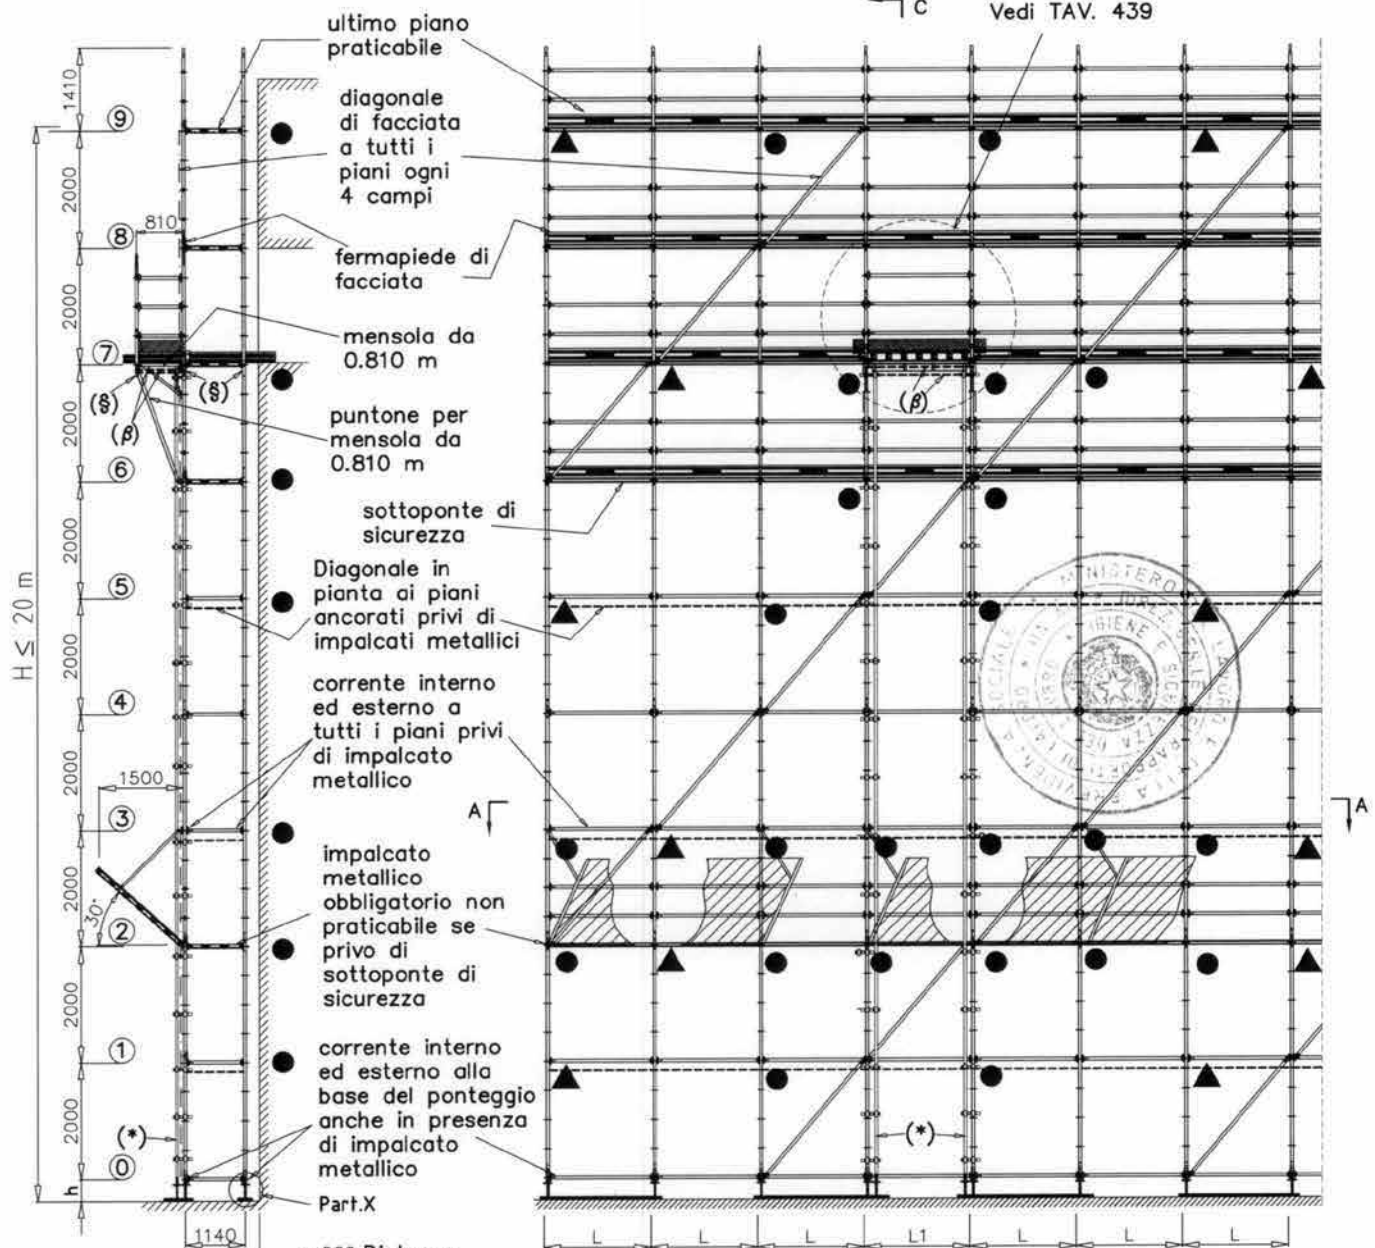 C
Vedi TAV. 439
ultimo piano
praticabile
diagonale
di facciata
a tutti i
piani ogni
4 campi
fermapiede di
facciata
mensola da
0.810 m
puntone per
mensola da
0.810 m
sottoponte di
sicurezza
Diagonale in
pianta ai piani
ancorati privi di
impalcati metallici
corrente interno
ed esterno a
tutti i piani privi
di impalcato
metallico
impalcato
metallico
obbligatorio non
praticabile se
privo di
sottoponte di
sicurezza
corrente interno
ed esterno alla
base del ponteggio
anche in presenza
di impalcato
metallico
Part.X
H ≤ 20 m
1410
2000
2000
2000
2000
2000
2000
2000
2000
2000
h
9
8
7
6
5
4
3
2
1
0
810
(§)
(§)
(β)
1500
30°
(*)
1140
(β)
A
A
(*)
MINISTERO
L
L
L
L1
L
L
L